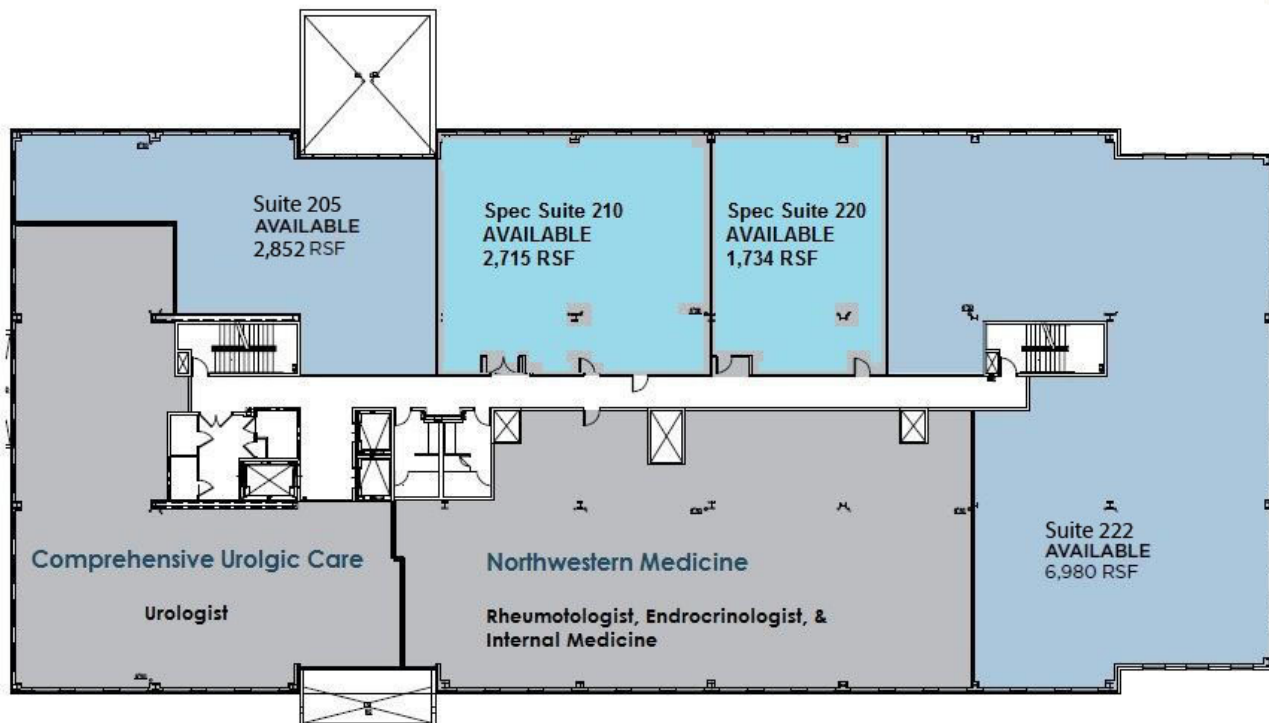 Suite 205
AVAILABLE
2,852 RSF
Spec Suite 210
AVAILABLE
2,715 RSF
Spec Suite 220
AVAILABLE
1,734 RSF
Suite 222
AVAILABLE
6,980 RSF
Comprehensive Urolgic Care
Urologist
Northwestern Medicine
Rheumotologist, Endrocrinologist, &
Internal Medicine